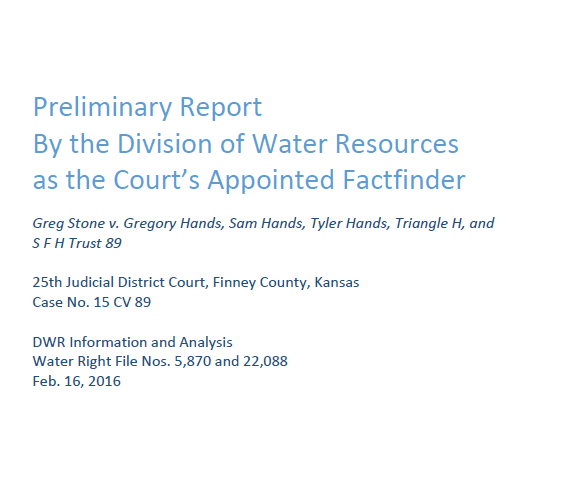 Preliminary Report
By the Division of Water Resources
as the Court’s Appointed Factfinder
Greg Stone v. Gregory Hands, Sam Hands, Tyler Hands, Triangle H, and
S F H Trust 89
25th Judicial District Court, Finney County, Kansas
Case No. 15 CV 89
DWR Information and Analysis
Water Right File Nos. 5,870 and 22,088
Feb. 16, 2016